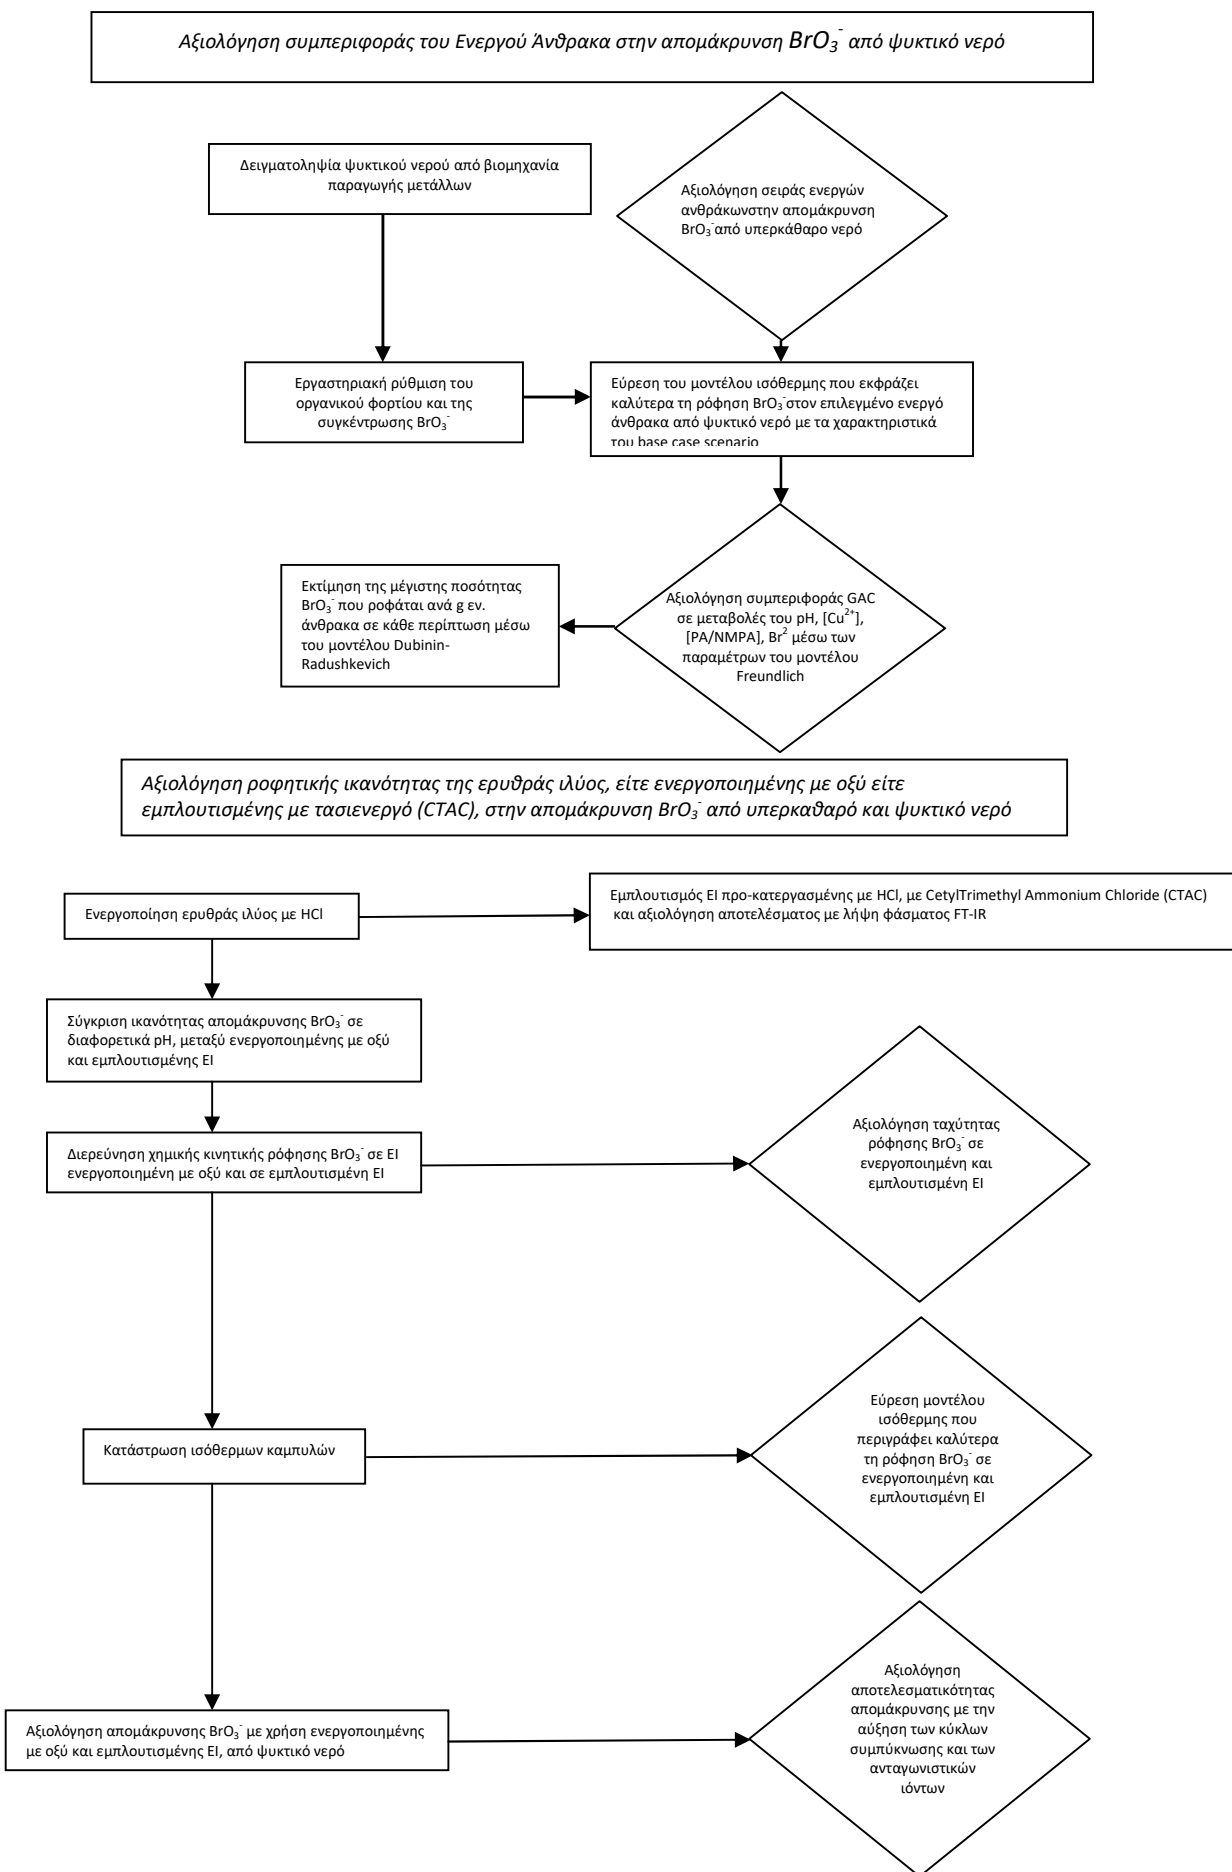 Αξιολόγηση συμπεριφοράς του Ενεργού Άνθρακα στην απομάκρυνση BrO₃⁻ από ψυκτικό νερό
Δειγματοληψία ψυκτικού νερού από βιομηχανία
παραγωγής μετάλλων
Αξιολόγηση σειράς ενεργών
ανθράκωνστην απομάκρυνση
BrO₃⁻από υπερκάθαρο νερό
Εργαστηριακή ρύθμιση του
οργανικού φορτίου και της
συγκέντρωσης BrO₃⁻
Εύρεση του μοντέλου ισόθερμης που εκφράζει
καλύτερα τη ρόφηση BrO₃⁻στον επιλεγμένο ενεργό
άνθρακα από ψυκτικό νερό με τα χαρακτηριστικά
του base case scenario
Εκτίμηση της μέγιστης ποσότητας
BrO₃⁻ που ροφάται ανά g εν.
άνθρακα σε κάθε περίπτωση μέσω
του μοντέλου Dubinin-
Radushkevich
Αξιολόγηση συμπεριφοράς GAC
σε μεταβολές του pH, [Cu²⁺],
[PA/NMPA], Br² μέσω των
παραμέτρων του μοντέλου
Freundlich
Αξιολόγηση ροφητικής ικανότητας της ερυθράς ιλύος, είτε ενεργοποιημένης με οξύ είτε
εμπλουτισμένης με τασιενεργό (CTAC), στην απομάκρυνση BrO₃⁻ από υπερκαθαρό και ψυκτικό νερό
Ενεργοποίηση ερυθράς ιλύος με HCl
Εμπλουτισμός ΕΙ προ-κατεργασμένης με HCl, με CetylTrimethyl Ammonium Chloride (CTAC)
και αξιολόγηση αποτελέσματος με λήψη φάσματος FT-IR
Σύγκριση ικανότητας απομάκρυνσης BrO₃⁻ σε
διαφορετικά pH, μεταξύ ενεργοποιημένης με οξύ
και εμπλουτισμένης ΕΙ
Διερεύνηση χημικής κινητικής ρόφησης BrO₃⁻ σε ΕΙ
ενεργοποιημένη με οξύ και σε εμπλουτισμένη ΕΙ
Αξιολόγηση ταχύτητας
ρόφησης BrO₃⁻ σε
ενεργοποιημένη και
εμπλουτισμένη ΕΙ
Κατάστρωση ισόθερμων καμπυλών
Εύρεση μοντέλου
ισόθερμης που
περιγράφει καλύτερα
τη ρόφηση BrO₃⁻ σε
ενεργοποιημένη και
εμπλουτισμένη ΕΙ
Αξιολόγηση απομάκρυνσης BrO₃⁻ με χρήση ενεργοποιημένης
με οξύ και εμπλουτισμένης ΕΙ, από ψυκτικό νερό
Αξιολόγηση
αποτελεσματικότητας
απομάκρυνσης με την
αύξηση των κύκλων
συμπύκνωσης και των
ανταγωνιστικών
ιόντων